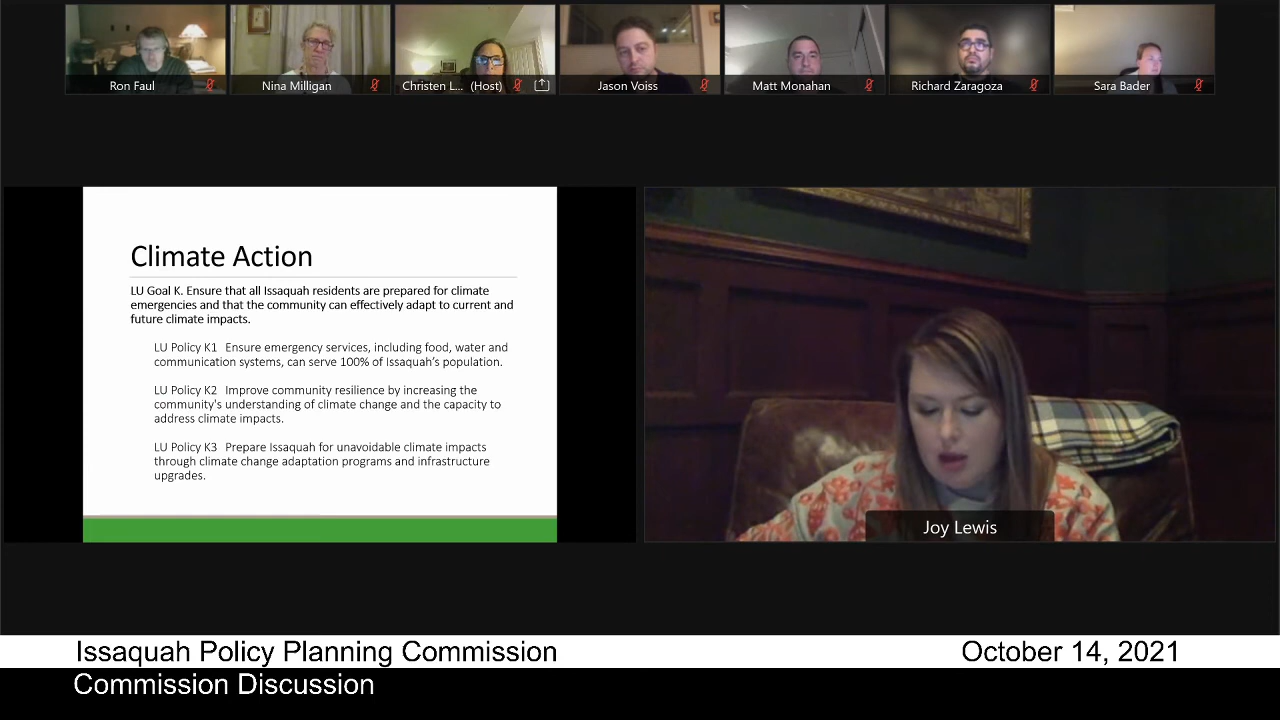 Ron Faul
Nina Milligan
Christen L... (Host)
Jason Voiss
Matt Monahan
Richard Zaragoza
Sara Bader
Climate Action
LU Goal K. Ensure that all Issaquah residents are prepared for climate
emergencies and that the community can effectively adapt to current and
future climate impacts.
LU Policy K1 Ensure emergency services, including food, water and
communication systems, can serve 100% of Issaquah's population.
LU Policy K2 Improve community resilience by increasing the
community's understanding of climate change and the capacity to
address climate impacts.
LU Policy K3 Prepare Issaquah for unavoidable climate impacts
through climate change adaptation programs and infrastructure
upgrades.
Joy Lewis
Issaquah Policy Planning Commission
October 14, 2021
Commission Discussion